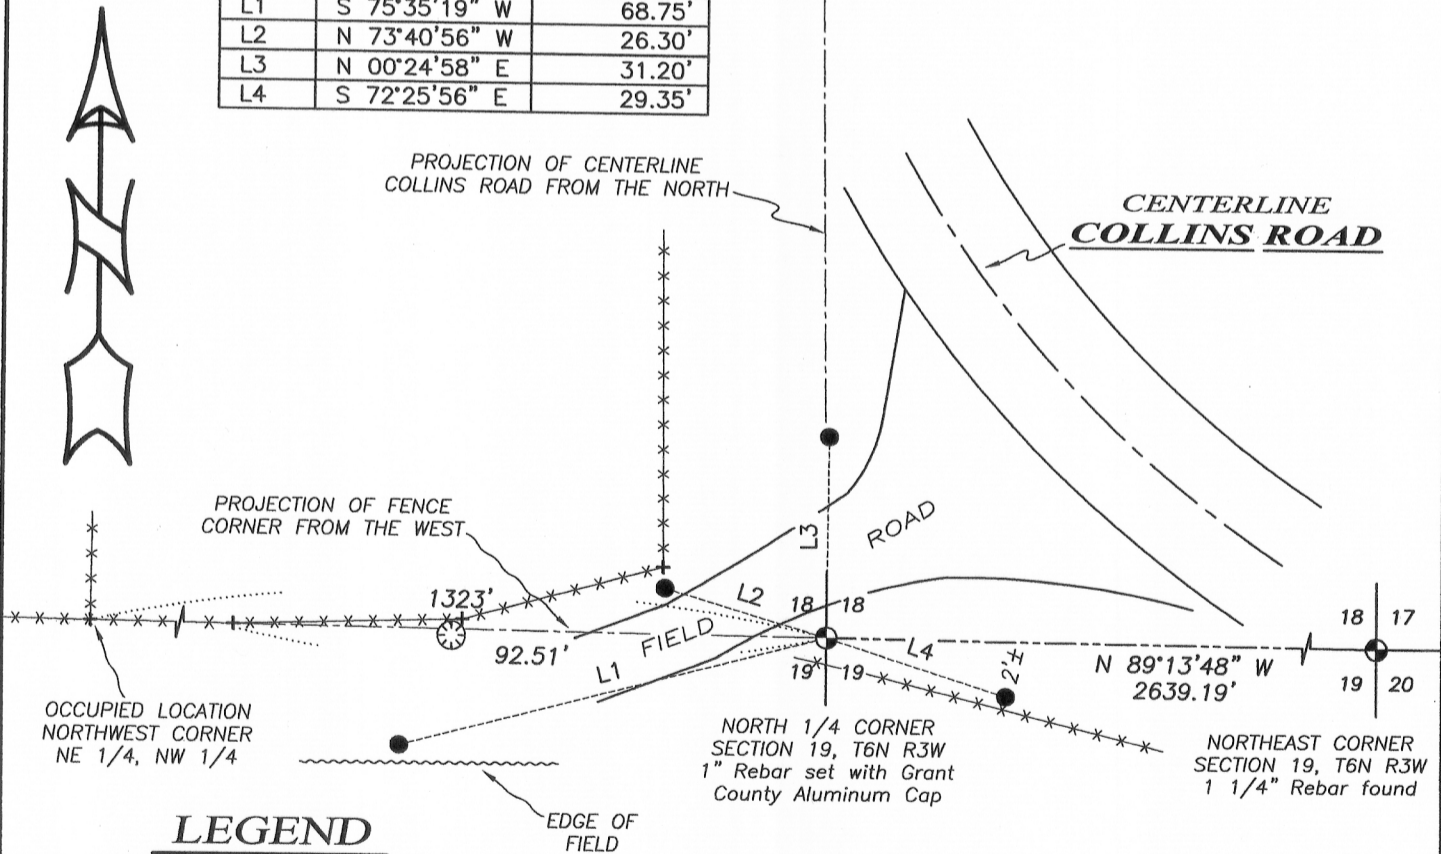 L1 S 75°35'19" W 68.75'
L2 N 73°40'56" W 26.30'
L3 N 00°24'58" E 31.20'
L4 S 72°25'56" E 29.35'
PROJECTION OF CENTERLINE
COLLINS ROAD FROM THE NORTH
CENTERLINE
COLLINS ROAD
PROJECTION OF FENCE
CORNER FROM THE WEST
L3
ROAD
1323'
L2
18 18
18 17
FIELD
92.51'
L1
L4
2'±
N 89°13'48" W
2639.19'
19 19
19 20
OCCUPIED LOCATION
NORTHWEST CORNER
NE 1/4, NW 1/4
NORTH 1/4 CORNER
SECTION 19, T6N R3W
1" Rebar set with Grant
County Aluminum Cap
NORTHEAST CORNER
SECTION 19, T6N R3W
1 1/4" Rebar found
EDGE OF
FIELD
LEGEND